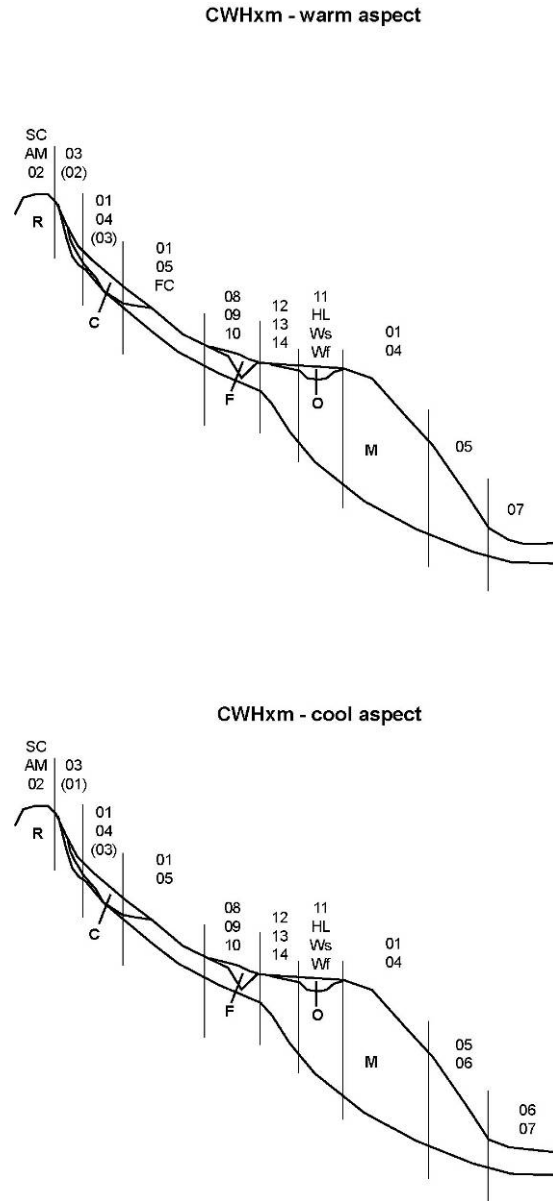 CWHxm - warm aspect
SC
AM
02
03
(02)
01
04
(03)
01
05
FC
08
09
10
12
13
14
11
HL
Ws
Wf
01
04
05
07
R
C
F
O
M
CWHxm - cool aspect
SC
AM
02
03
(01)
01
04
(03)
01
05
08
09
10
12
13
14
11
HL
Ws
Wf
01
04
05
06
06
07
R
C
F
O
M